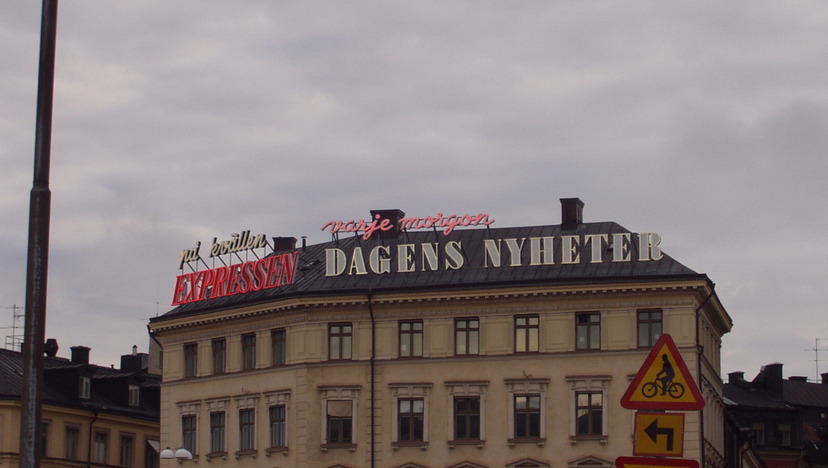 på kvällen
EXPRESSEN
varje morgon
DAGENS NYHETER